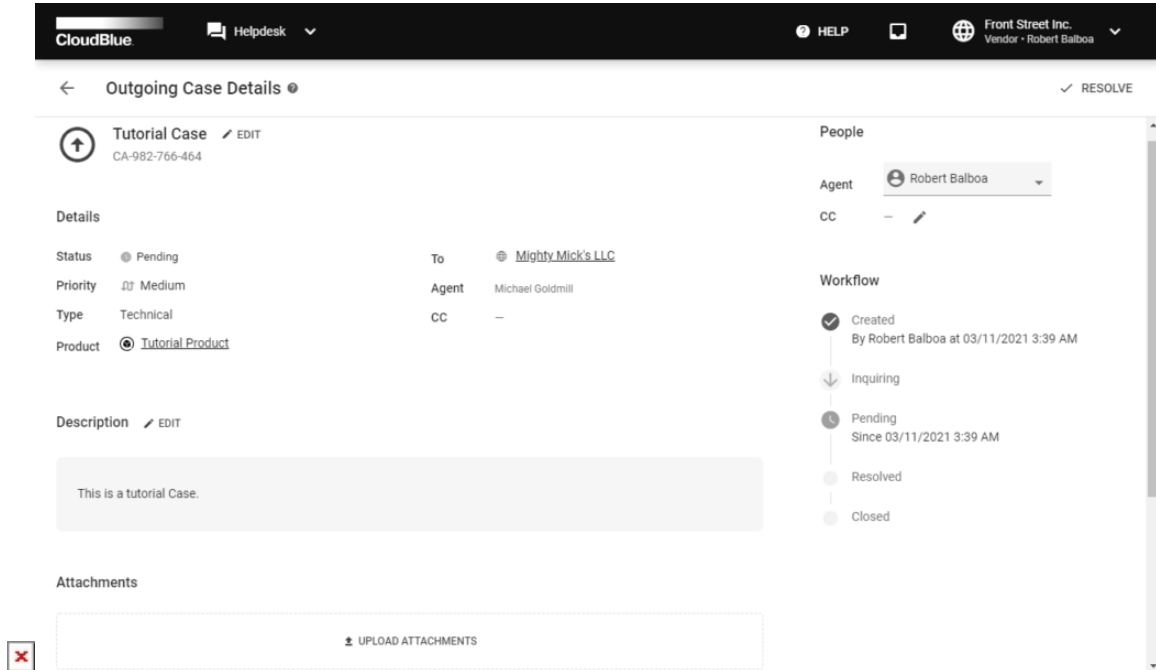 CloudBlue
Helpdesk
HELP
Front Street Inc.
Vendor • Robert Balboa
Outgoing Case Details
RESOLVE
Tutorial Case EDIT
CA-982-766-464
Details
Status Pending
Priority Medium
Type Technical
Product Tutorial Product
To Mighty Mick's LLC
Agent Michael Goldmill
CC –
Description EDIT
This is a tutorial Case.
Attachments
UPLOAD ATTACHMENTS
People
Agent Robert Balboa
CC –
Workflow
Created
By Robert Balboa at 03/11/2021 3:39 AM
Inquiring
Pending
Since 03/11/2021 3:39 AM
Resolved
Closed